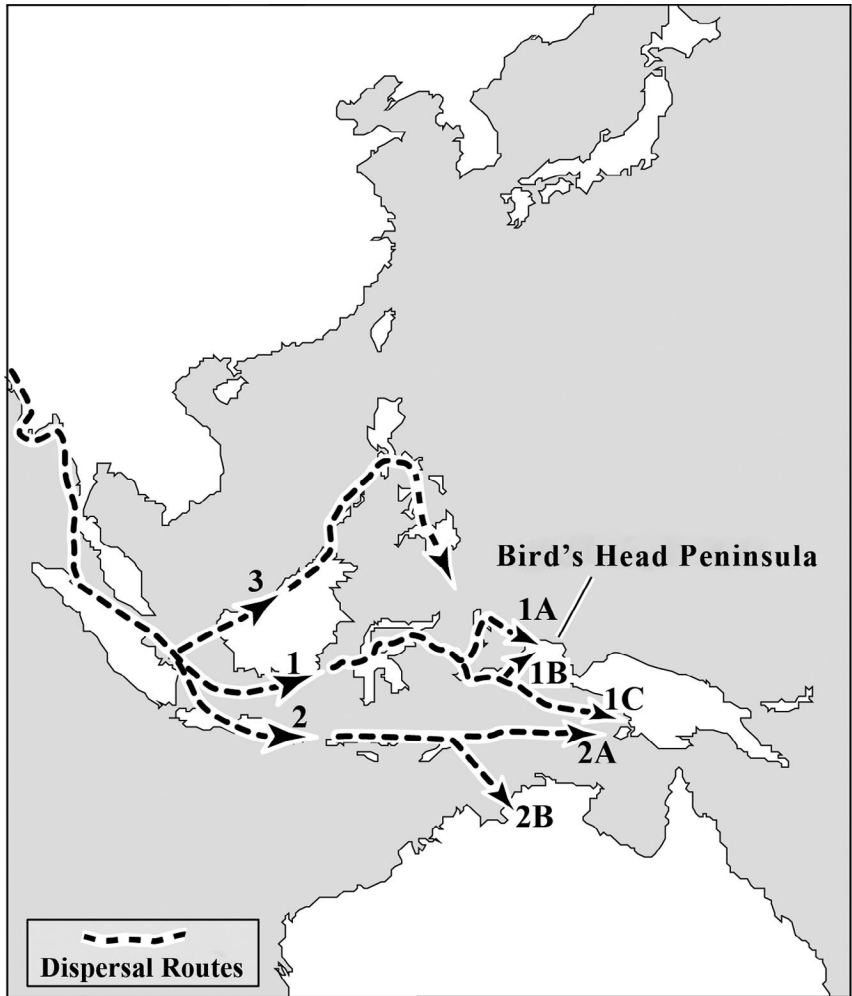 Bird's Head Peninsula
3
1A
1
1B
1C
2
2A
2B
Dispersal Routes